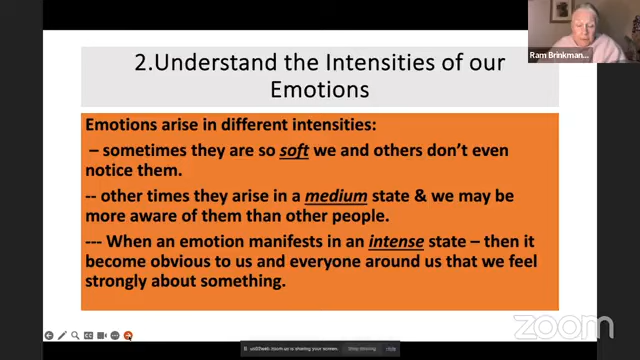 2.Understand the Intensities of our
Emotions
Emotions arise in different intensities:
– sometimes they are so soft we and others don't even
notice them.
-- other times they arise in a medium state & we may be
more aware of them than other people.
--- When an emotion manifests in an intense state – then it
become obvious to us and everyone around us that we feel
strongly about something.
Ram Brinkman...
zoom
is sharing your screen.
Stop sharing
Hide